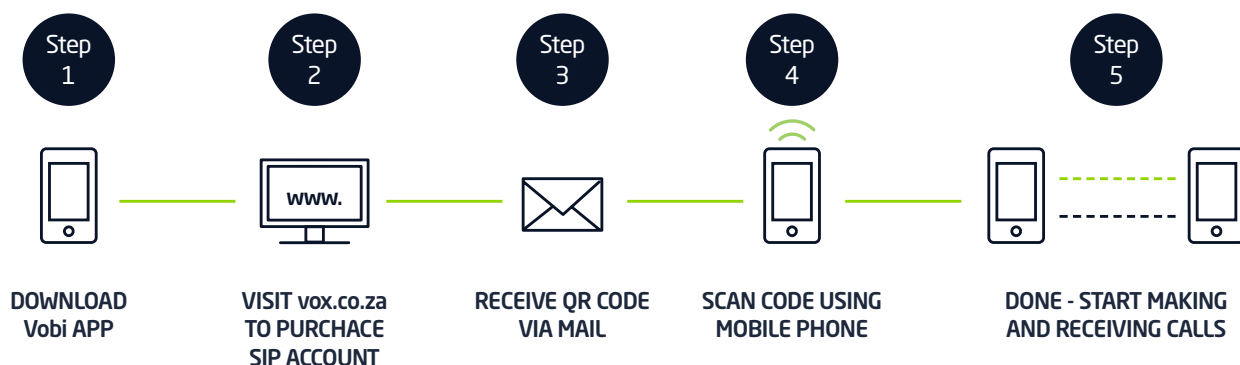 Step
1
Step
2
Step
3
Step
4
Step
5
www.
DOWNLOAD
Vobi APP
VISIT vox.co.za
TO PURCHACE
SIP ACCOUNT
RECEIVE QR CODE
VIA MAIL
SCAN CODE USING
MOBILE PHONE
DONE - START MAKING
AND RECEIVING CALLS